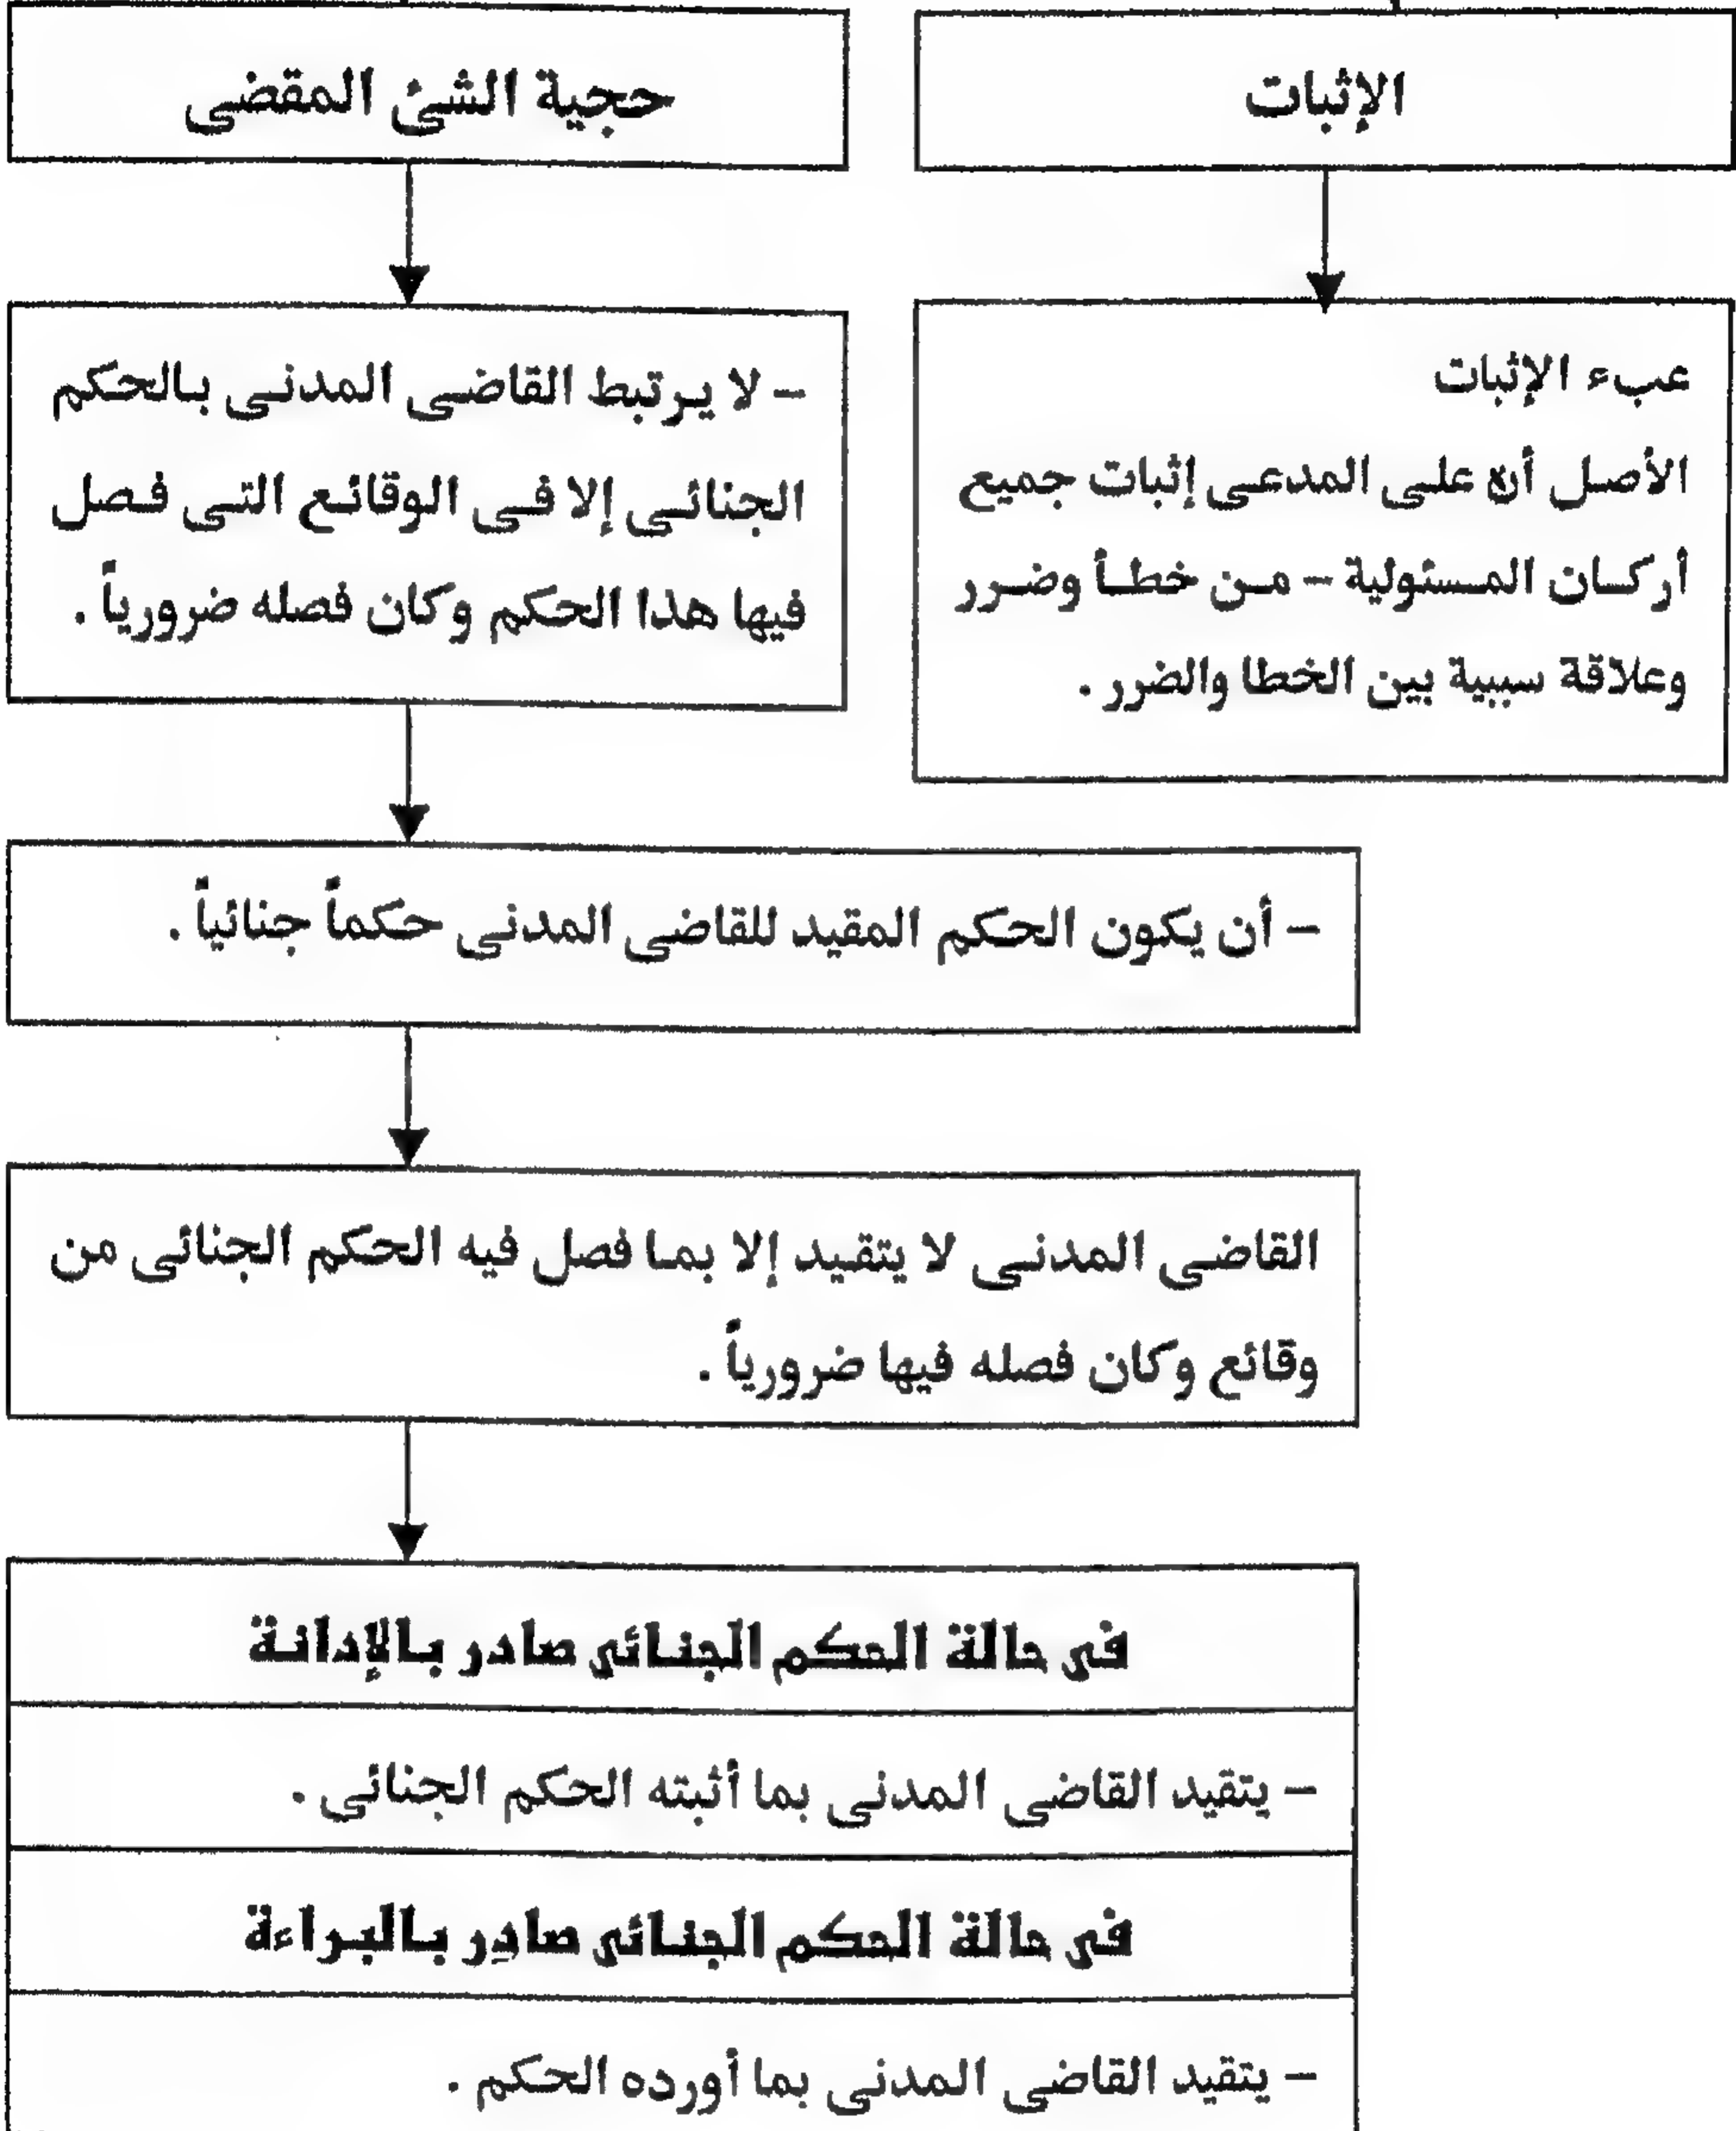 الإثبات
عبء الإثبات
الأصل أن على المدعى إثبات جميع
أركان المسئولية – من خطأ وضرر
وعلاقة سببية بين الخطا والضرر .
حجية الشئ المقضى
– لا يرتبط القاضى المدنى بالحكم
الجنائى إلا فى الوقائع التى فصل
فيها هذا الحكم وكان فصله ضرورياً .
– أن يكون الحكم المقيد للقاضى المدنى حكماً جنائياً .
القاضى المدنى لا يتقيد إلا بما فصل فيه الحكم الجنائى من
وقائع وكان فصله فيها ضرورياً .
فى حالة الحكم الجنائى صادر بالإدانة
– يتقيد القاضى المدنى بما أثبته الحكم الجنائى .
فى حالة الحكم الجنائى صادر بالبراءة
– يتقيد القاضى المدنى بما أورده الحكم .